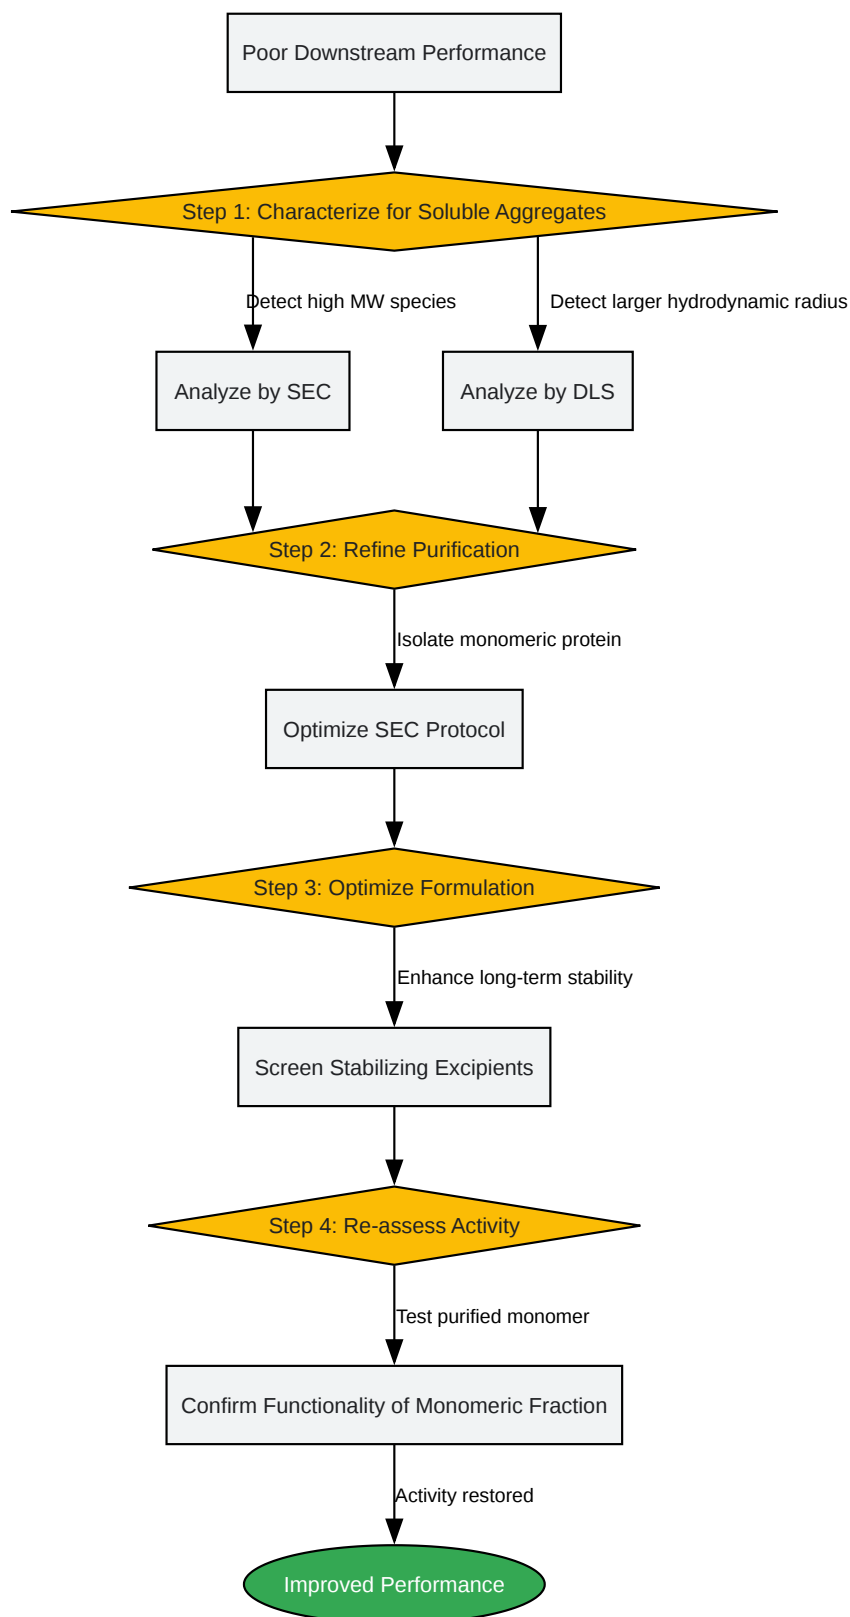 Poor Downstream Performance
Step 1: Characterize for Soluble Aggregates
Detect high MW species
Detect larger hydrodynamic radius
Analyze by SEC
Analyze by DLS
Step 2: Refine Purification
Isolate monomeric protein
Optimize SEC Protocol
Step 3: Optimize Formulation
Enhance long-term stability
Screen Stabilizing Excipients
Step 4: Re-assess Activity
Test purified monomer
Confirm Functionality of Monomeric Fraction
Activity restored
Improved Performance